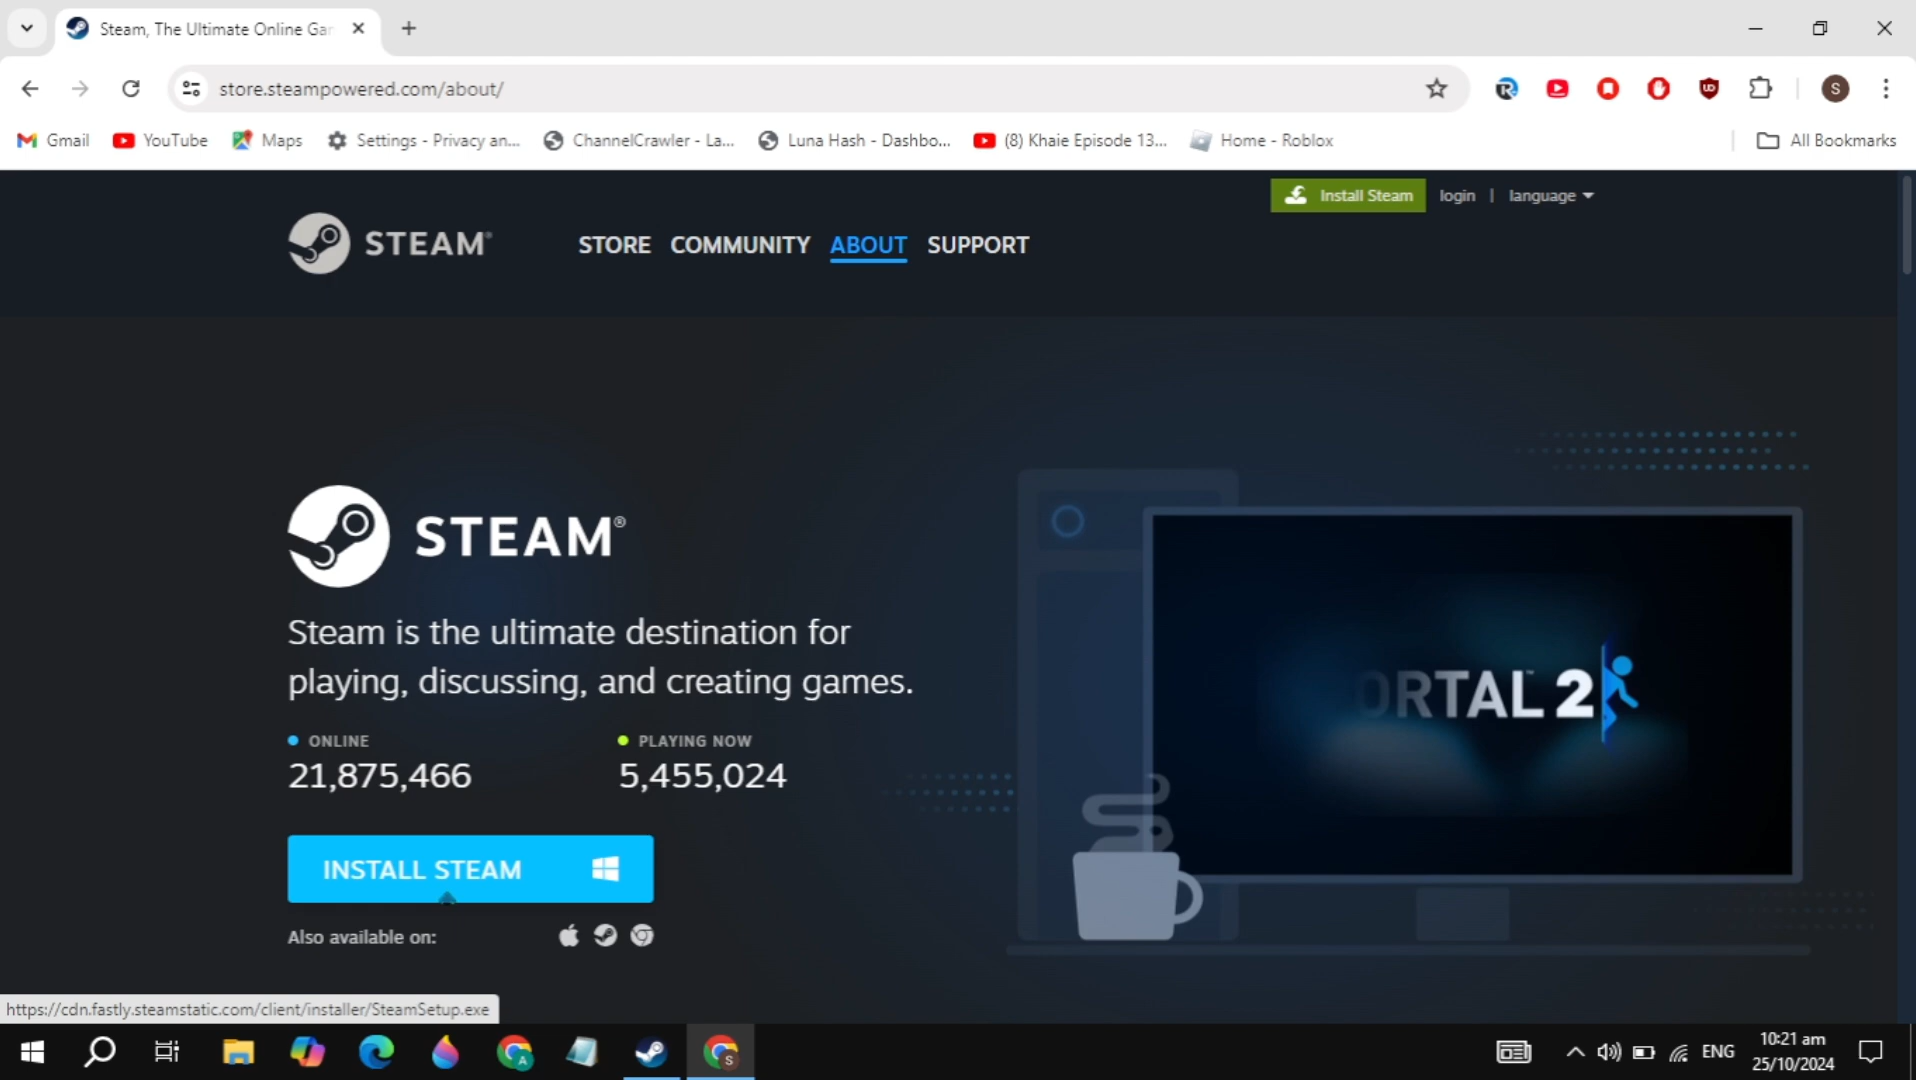 Steam, The Ultimate Online Gar
store.steampowered.com/about/
Gmail
YouTube
Maps
Settings - Privacy an...
ChannelCrawler - La...
Luna Hash - Dashbo...
(8) Khaie Episode 13...
Home - Roblox
All Bookmarks
Install Steam
login | language
STEAM®
STORE COMMUNITY ABOUT SUPPORT
STEAM®
Steam is the ultimate destination for
playing, discussing, and creating games.
ONLINE
21,875,466
PLAYING NOW
5,455,024
ORTAL 2
INSTALL STEAM
Also available on:
https://cdn.fastly.steamstatic.com/client/installer/SteamSetup.exe
ENG
10:21 am
25/10/2024